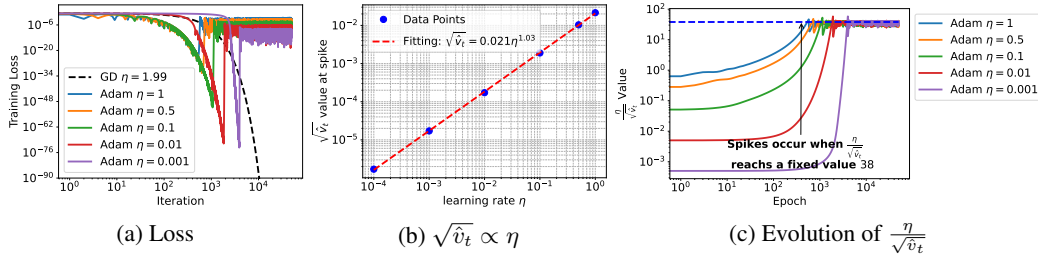 Training Loss
10^{-6}
10^{-20}
10^{-34}
10^{-48}
10^{-62}
10^{-76}
10^{-90}
GD η = 1.99
Adam η = 1
Adam η = 0.5
Adam η = 0.1
Adam η = 0.01
Adam η = 0.001
10^{0} 10^{1} 10^{2} 10^{3} 10^{4}
Iteration
(a) Loss
√v̂_t value at spike
10^{-2}
10^{-3}
10^{-4}
10^{-5}
Data Points
Fitting: √v̂_t = 0.021η^{1.03}
10^{-4} 10^{-3} 10^{-2} 10^{-1} 10^{0}
learning rate η
(b) √v̂_t ∝ η
η/√v̂_t Value
10^{1}
10^{0}
10^{-1}
10^{-2}
10^{-3}
Spikes occur when η/√v̂_t
reachs a fixed value 38
10^{0} 10^{1} 10^{2} 10^{3} 10^{4}
Epoch
Adam η = 1
Adam η = 0.5
Adam η = 0.1
Adam η = 0.01
Adam η = 0.001
(c) Evolution of η/√v̂_t